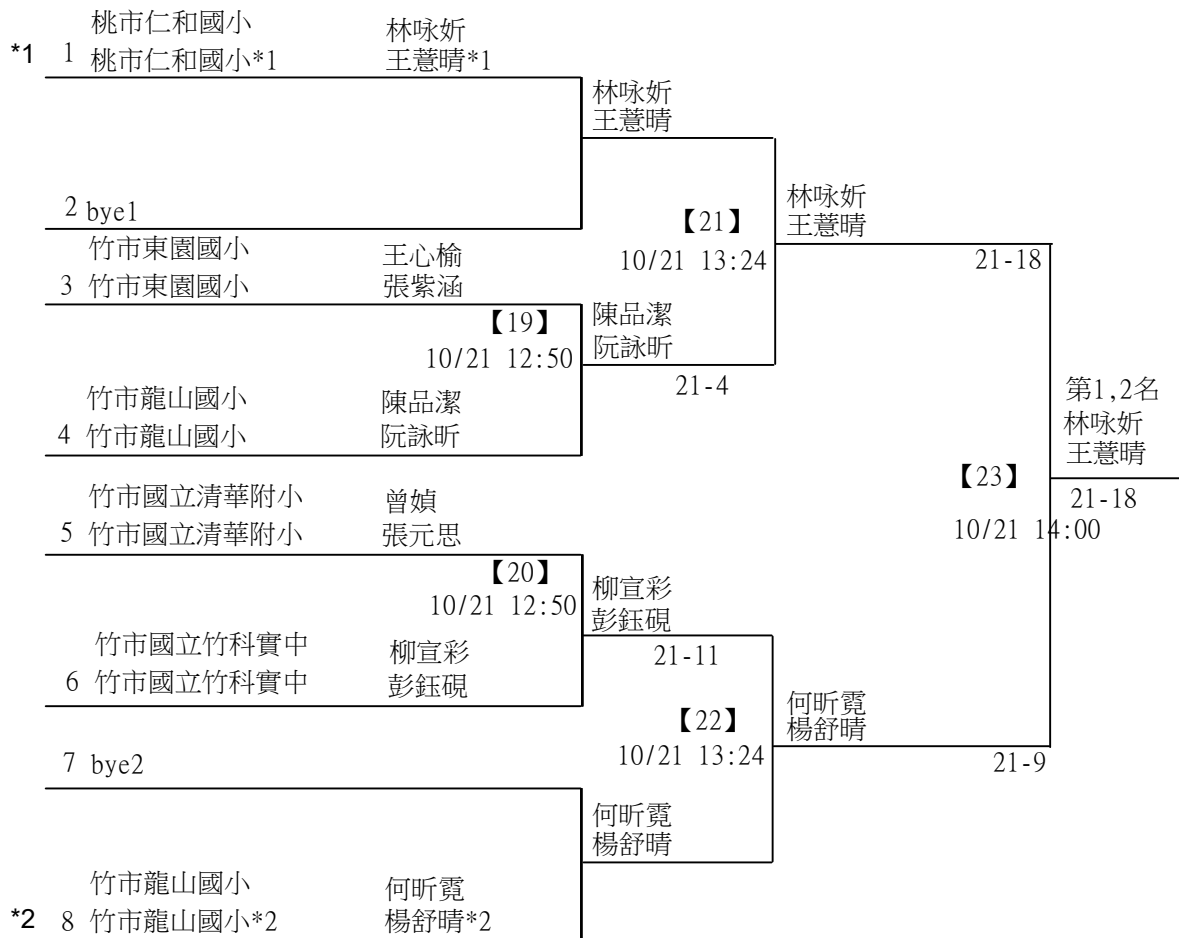 桃市仁和國小 林咏妡
*1 1 桃市仁和國小*1 王薏晴*1
林咏妡
王薏晴
2 bye1
林咏妡
王薏晴
【21】
10/21 13:24
21-18
竹市東園國小 王心榆
3 竹市東園國小 張紫涵
【19】
10/21 12:50
陳品潔
阮詠昕
21-4
竹市龍山國小 陳品潔
4 竹市龍山國小 阮詠昕
第1,2名
林咏妡
王薏晴
【23】
21-18
10/21 14:00
竹市國立清華附小 曾媜
5 竹市國立清華附小 張元思
【20】
10/21 12:50
柳宣彩
彭鈺硯
21-11
竹市國立竹科實中 柳宣彩
6 竹市國立竹科實中 彭鈺硯
【22】
10/21 13:24
何昕霓
楊舒晴
21-9
7 bye2
何昕霓
楊舒晴
竹市龍山國小 何昕霓
*2 8 竹市龍山國小*2 楊舒晴*2